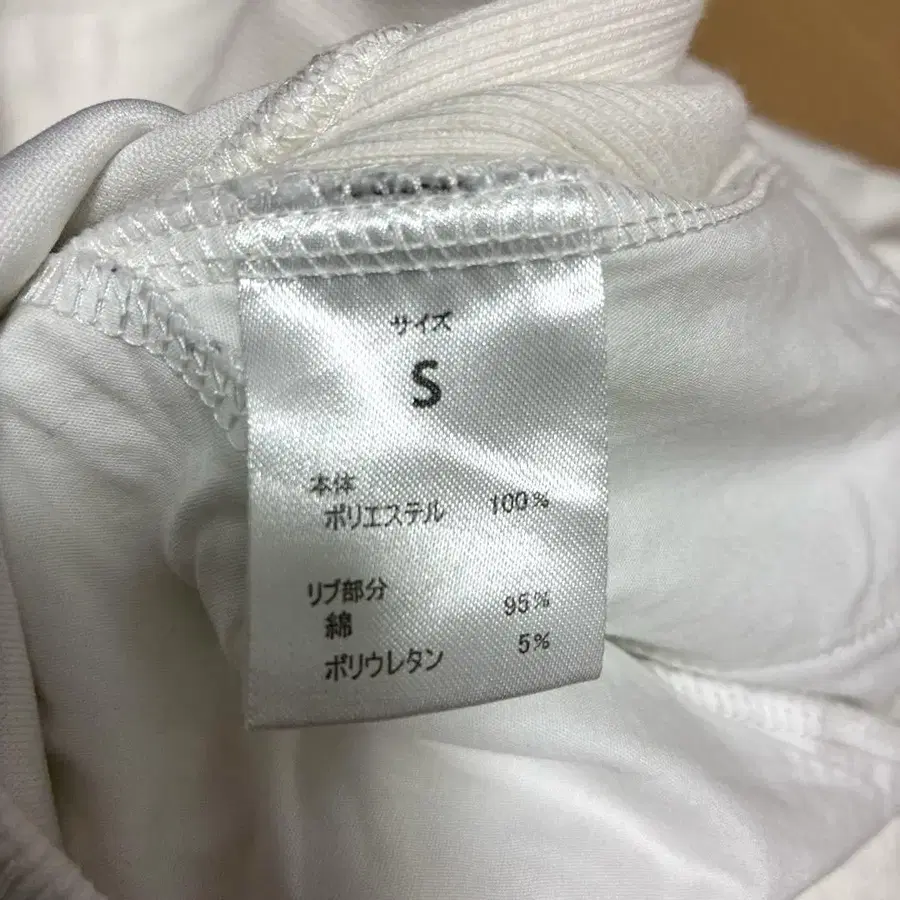 サイズ
S
本体
ポリエステル 100%
リブ部分
綿 95%
ポリウレタン 5%